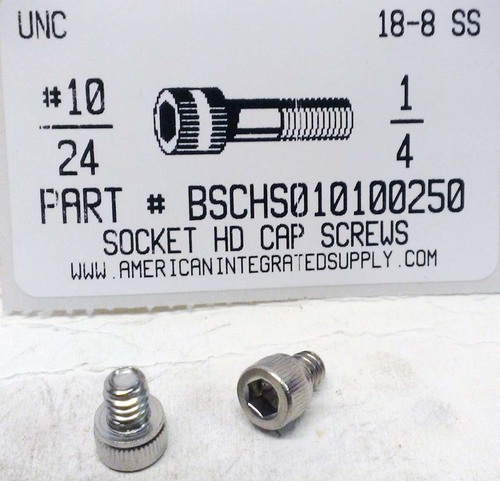 UNC 18-8 SS
#10 1
24 4
PART # BSCHS010100250
SOCKET HD CAP SCREWS
WWW.AMERICANINTEGRATEDSUPPLY.COM